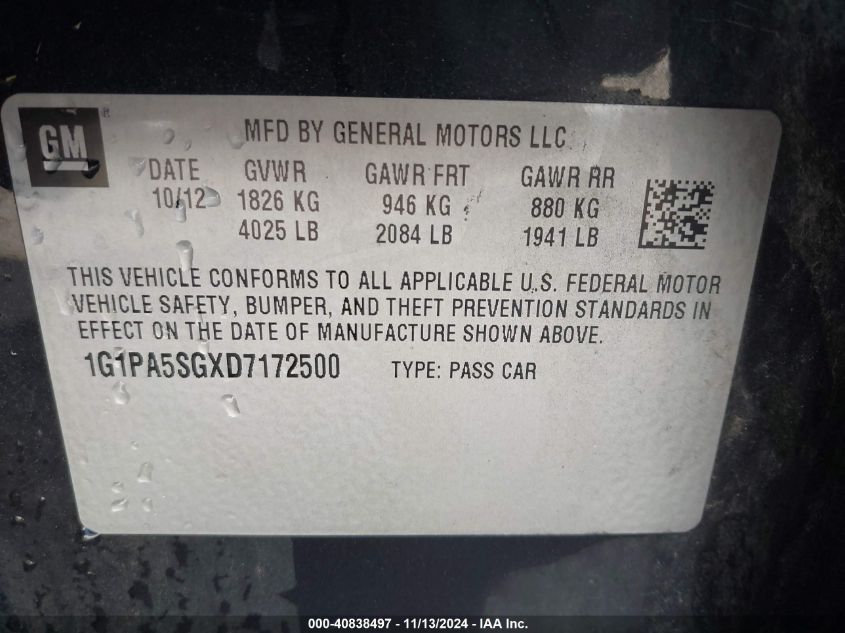 GM ®
MFD BY GENERAL MOTORS LLC
DATE GVWR GAWR FRT GAWR RR
10/12 1826 KG 946 KG 880 KG
4025 LB 2084 LB 1941 LB
THIS VEHICLE CONFORMS TO ALL APPLICABLE U.S. FEDERAL MOTOR
VEHICLE SAFETY, BUMPER, AND THEFT PREVENTION STANDARDS IN
EFFECT ON THE DATE OF MANUFACTURE SHOWN ABOVE.
1G1PA5SGXD7172500 TYPE: PASS CAR
000-40838497 - 11/13/2024 - IAA Inc.